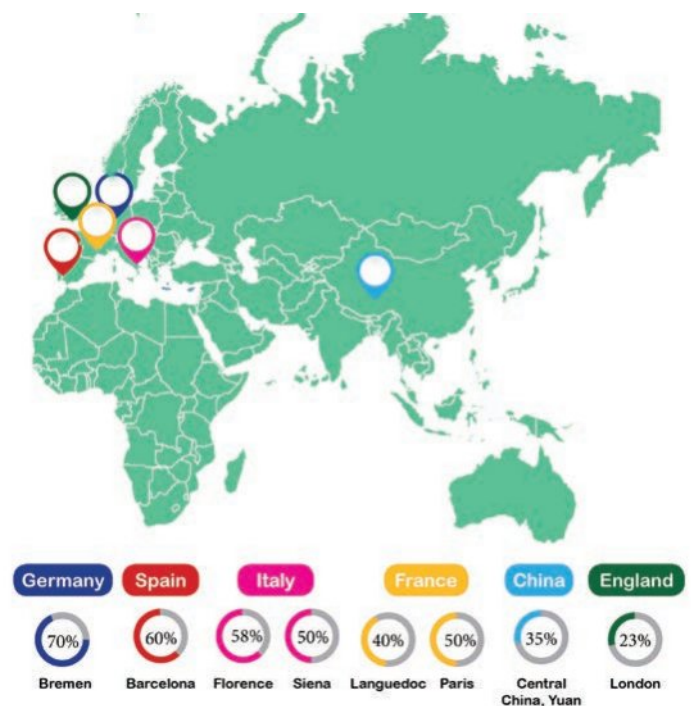 Germany Spain Italy France China England
70% 60% 58% 50% 40% 50% 35% 23%
Bremen Barcelona Florence Siena Languedoc Paris Central London
China, Yuan